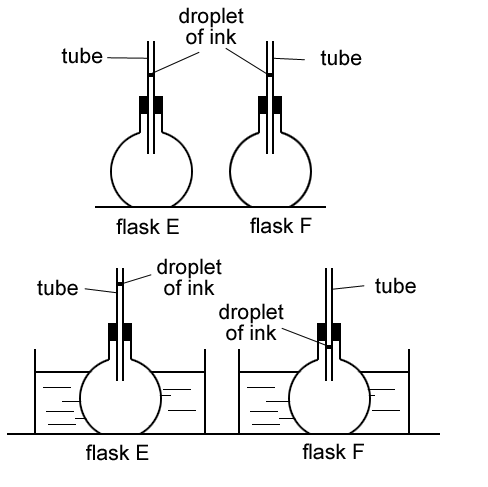 droplet
of ink
tube
tube
flask E
flask F
droplet
of ink
tube
tube
droplet
of ink
flask E
flask F